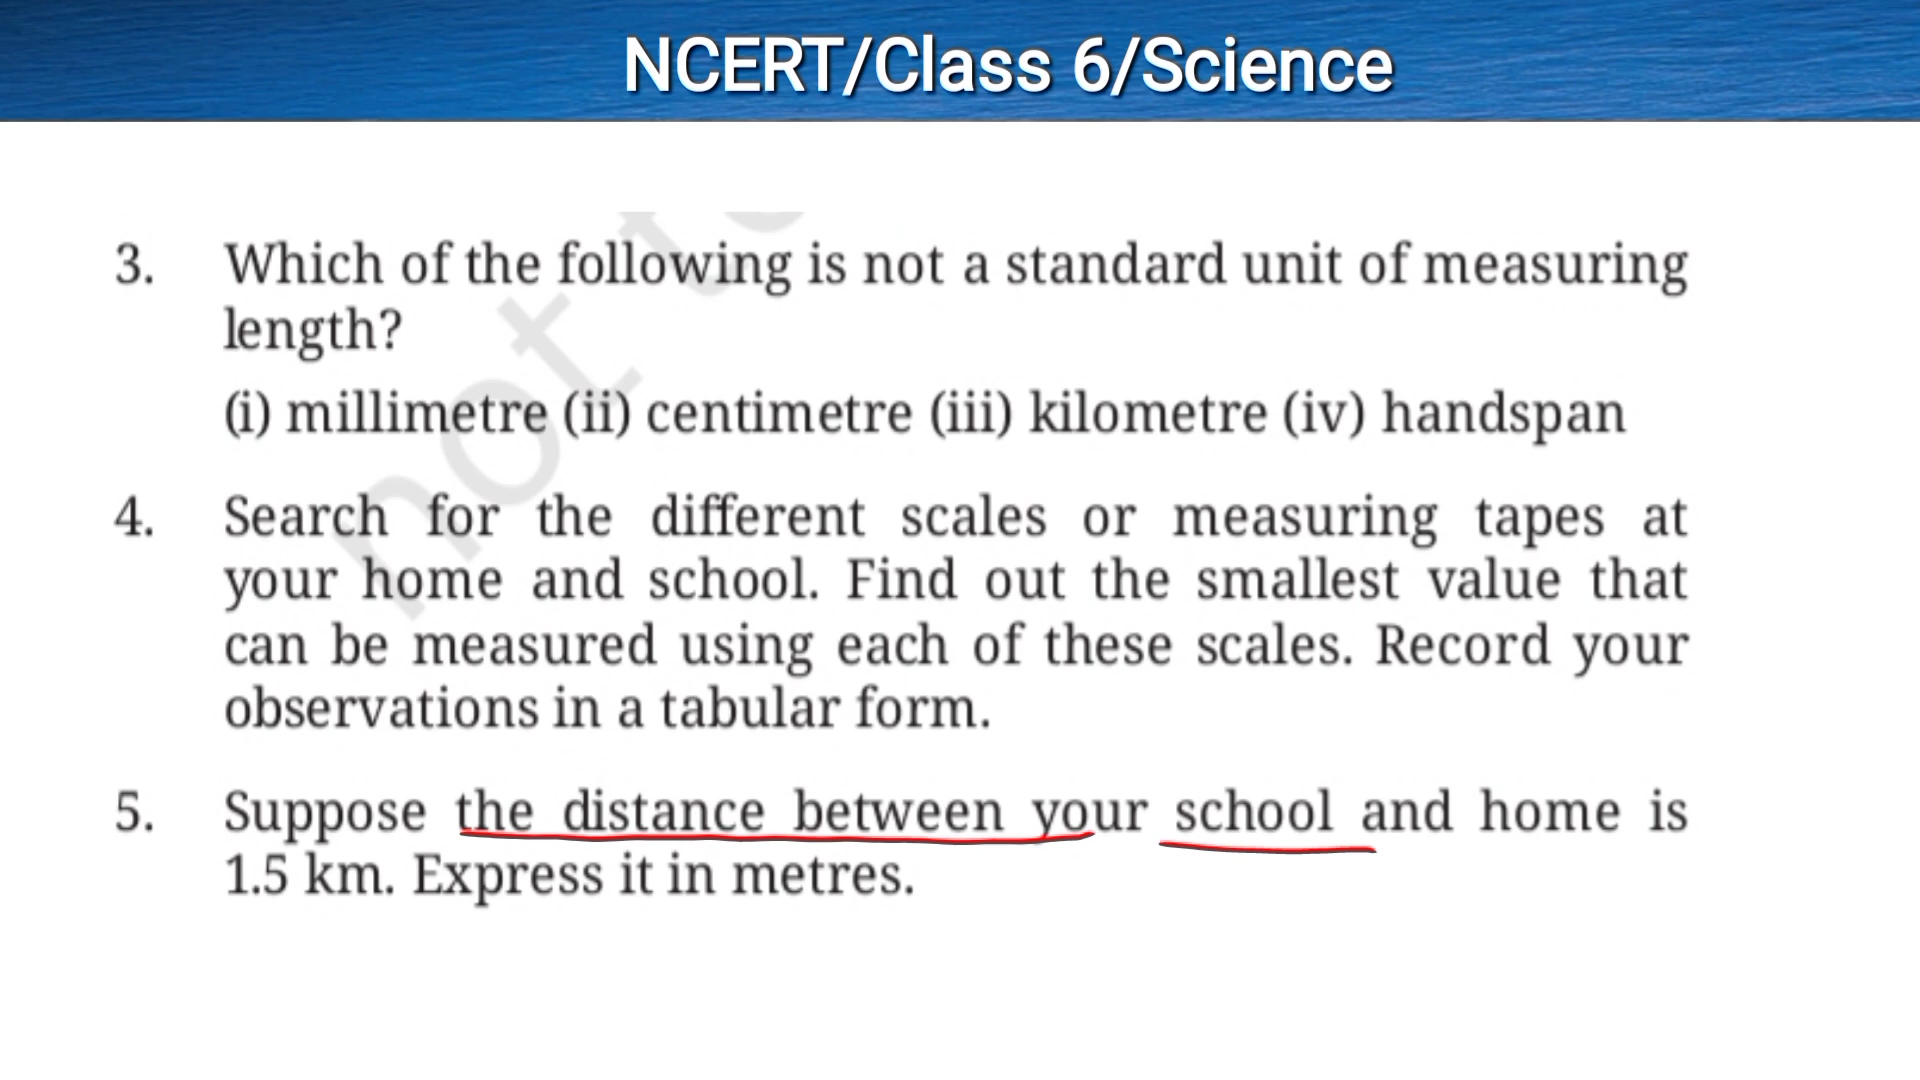 NCERT/Class 6/Science
not to
3. Which of the following is not a standard unit of measuring
length?
(i) millimetre (ii) centimetre (iii) kilometre (iv) handspan
4. Search for the different scales or measuring tapes at
your home and school. Find out the smallest value that
can be measured using each of these scales. Record your
observations in a tabular form.
5. Suppose the distance between your school and home is
1.5 km. Express it in metres.